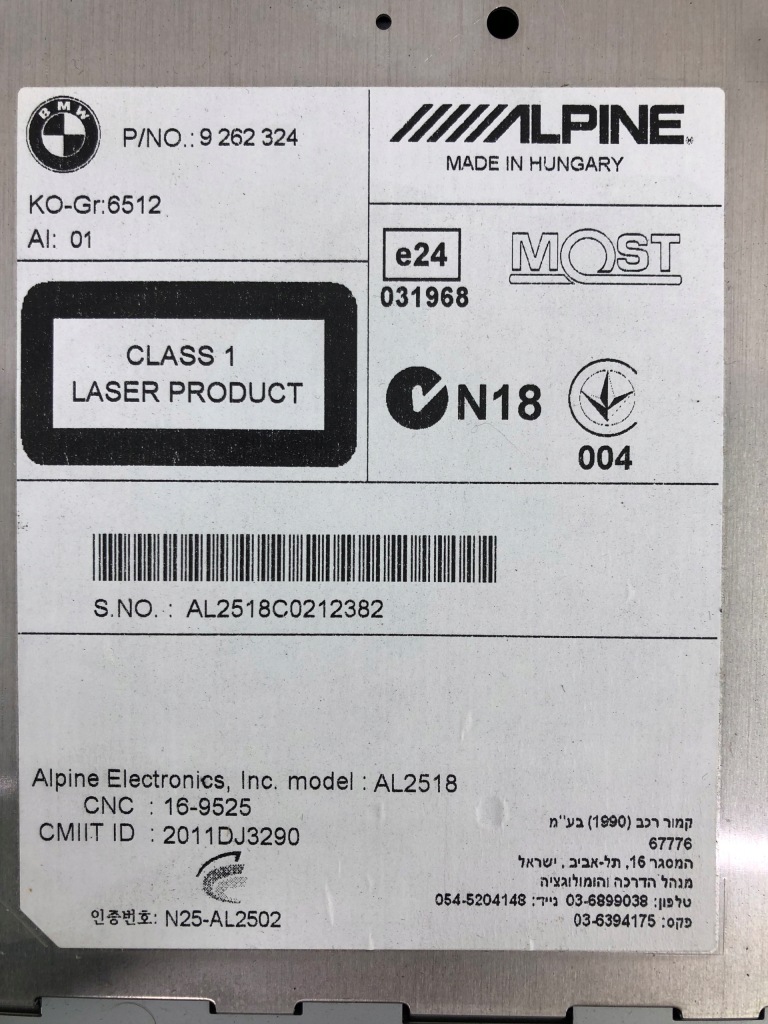 BMW
P/NO.: 9 262 324
KO-Gr:6512
AI: 01
ALPINE
MADE IN HUNGARY
e24
031968
MOST
CLASS 1
LASER PRODUCT
N18
004
S.NO. : AL2518C0212382
Alpine Electronics, Inc. model : AL2518
CNC : 16-9525
CMIIT ID : 2011DJ3290
인증번호: N25-AL2502
קמור רכב (1990) בע''מ
67776
המסגר 16, תל-אביב , ישראל
מנהל הדרכה והומולוגציה
טלפון: 03-6899038 נייד: 054-5204148
פקס: 03-6394175